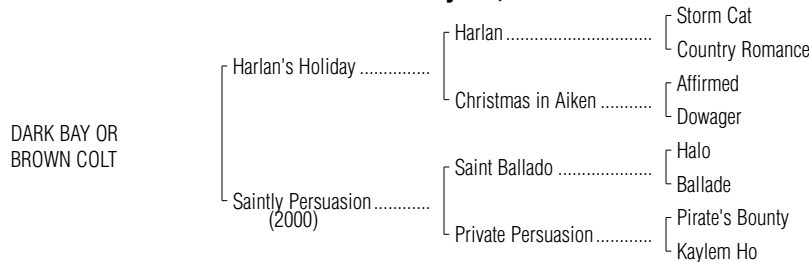 Storm Cat
Harlan ..............................
Country Romance
Harlan's Holiday ...............
Affirmed
Christmas in Aiken ...........
Dowager
DARK BAY OR
BROWN COLT
Halo
Saint Ballado ....................
Ballade
Saintly Persuasion ............
(2000)
Pirate's Bounty
Private Persuasion ............
Kaylem Ho